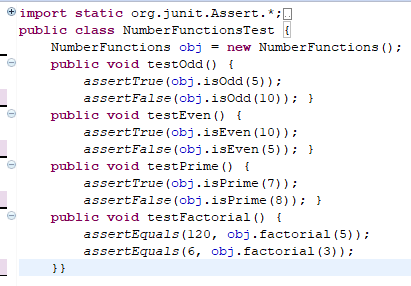 import static org.junit.Assert.*;
public class NumberFunctionsTest {
    NumberFunctions obj = new NumberFunctions();
    public void testOdd() {
        assertTrue(obj.isOdd(5));
        assertFalse(obj.isOdd(10)); }
    public void testEven() {
        assertTrue(obj.isEven(10));
        assertFalse(obj.isEven(5)); }
    public void testPrime() {
        assertTrue(obj.isPrime(7));
        assertFalse(obj.isPrime(8)); }
    public void testFactorial() {
        assertEquals(120, obj.factorial(5));
        assertEquals(6, obj.factorial(3));
    }}